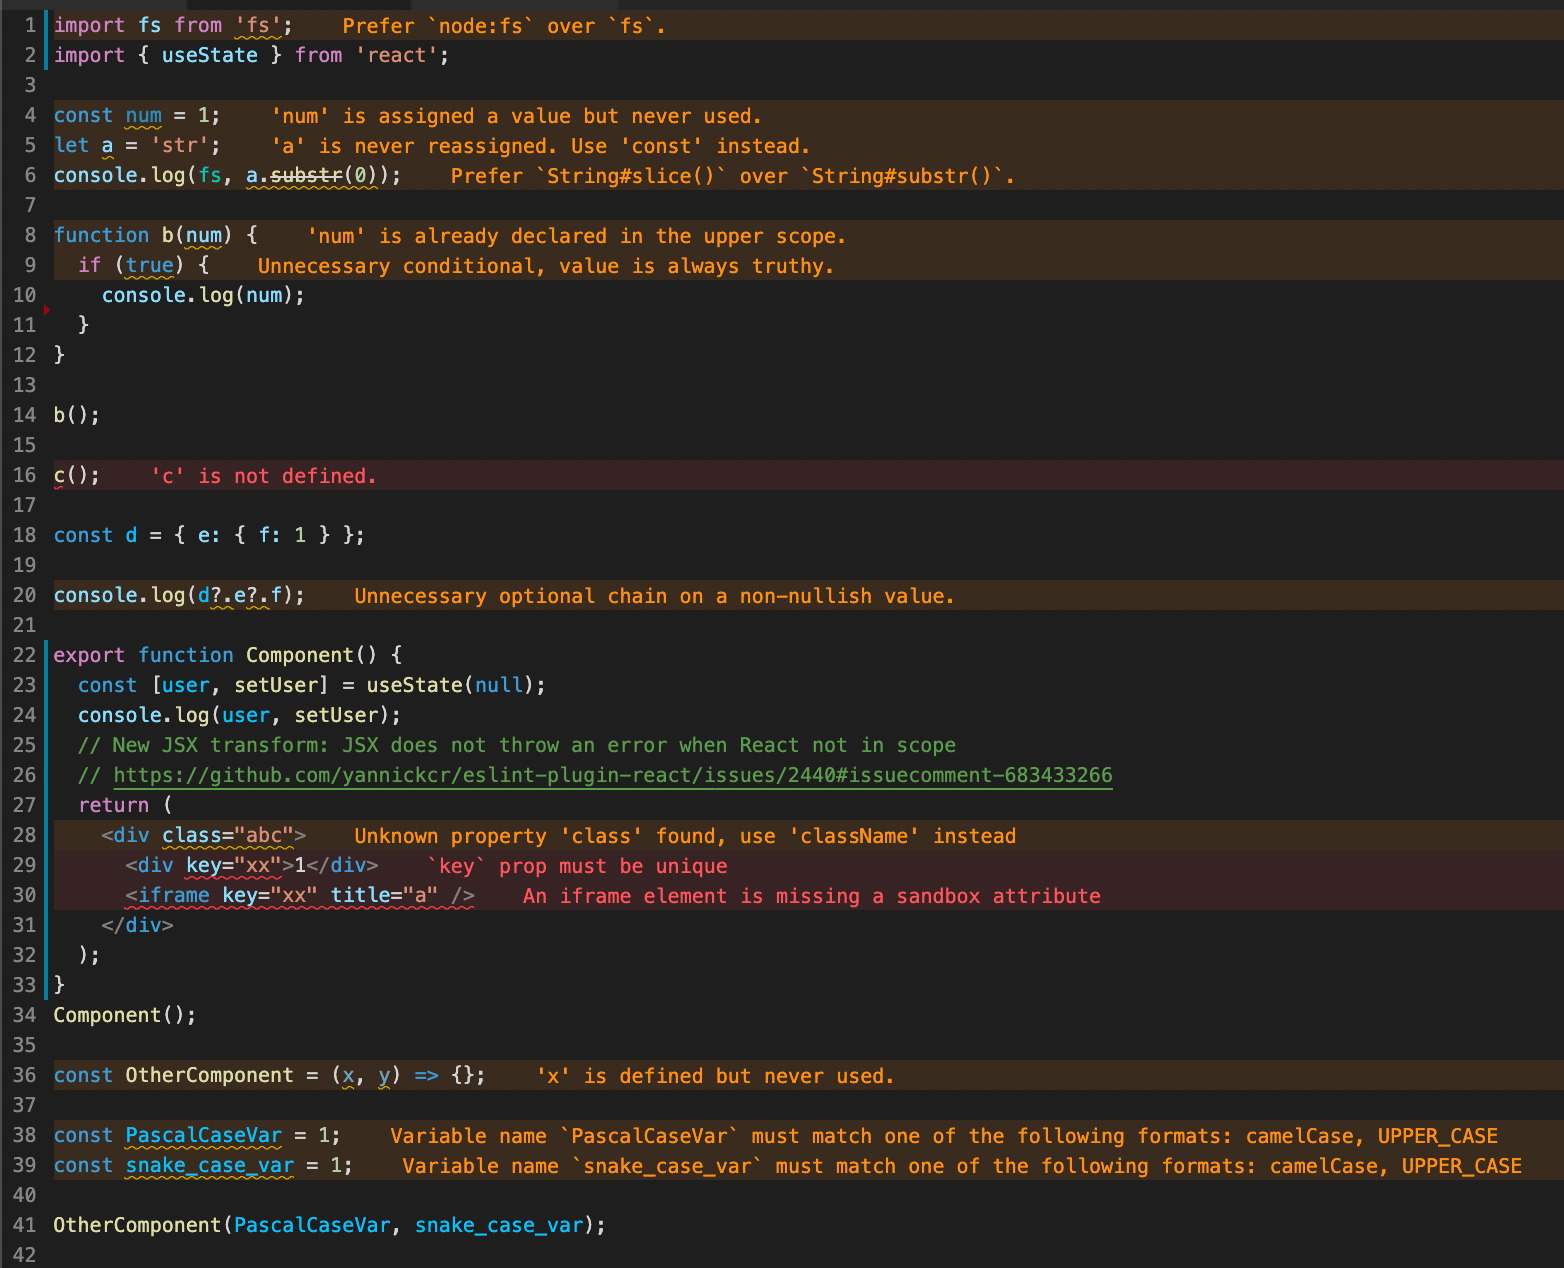 1 import fs from 'fs'; Prefer `node:fs` over `fs`.
2 import { useState } from 'react';
3
4 const num = 1; 'num' is assigned a value but never used.
5 let a = 'str'; 'a' is never reassigned. Use 'const' instead.
6 console.log(fs, a.substr(0)); Prefer `String#slice()` over `String#substr()`.
7
8 function b(num) { 'num' is already declared in the upper scope.
9   if (true) { Unnecessary conditional, value is always truthy.
10     console.log(num);
11   }
12 }
13
14 b();
15
16 c(); 'c' is not defined.
17
18 const d = { e: { f: 1 } };
19
20 console.log(d?.e?.f); Unnecessary optional chain on a non-nullish value.
21
22 export function Component() {
23   const [user, setUser] = useState(null);
24   console.log(user, setUser);
25   // New JSX transform: JSX does not throw an error when React not in scope
26   // https://github.com/yannickcr/eslint-plugin-react/issues/2440#issuecomment-683433266
27   return (
28     <div class="abc"> Unknown property 'class' found, use 'className' instead
29       <div key="xx">1</div> `key` prop must be unique
30       <iframe key="xx" title="a" /> An iframe element is missing a sandbox attribute
31     </div>
32   );
33 }
34 Component();
35
36 const OtherComponent = (x, y) => {}; 'x' is defined but never used.
37
38 const PascalCaseVar = 1; Variable name `PascalCaseVar` must match one of the following formats: camelCase, UPPER_CASE
39 const snake_case_var = 1; Variable name `snake_case_var` must match one of the following formats: camelCase, UPPER_CASE
40
41 OtherComponent(PascalCaseVar, snake_case_var);
42